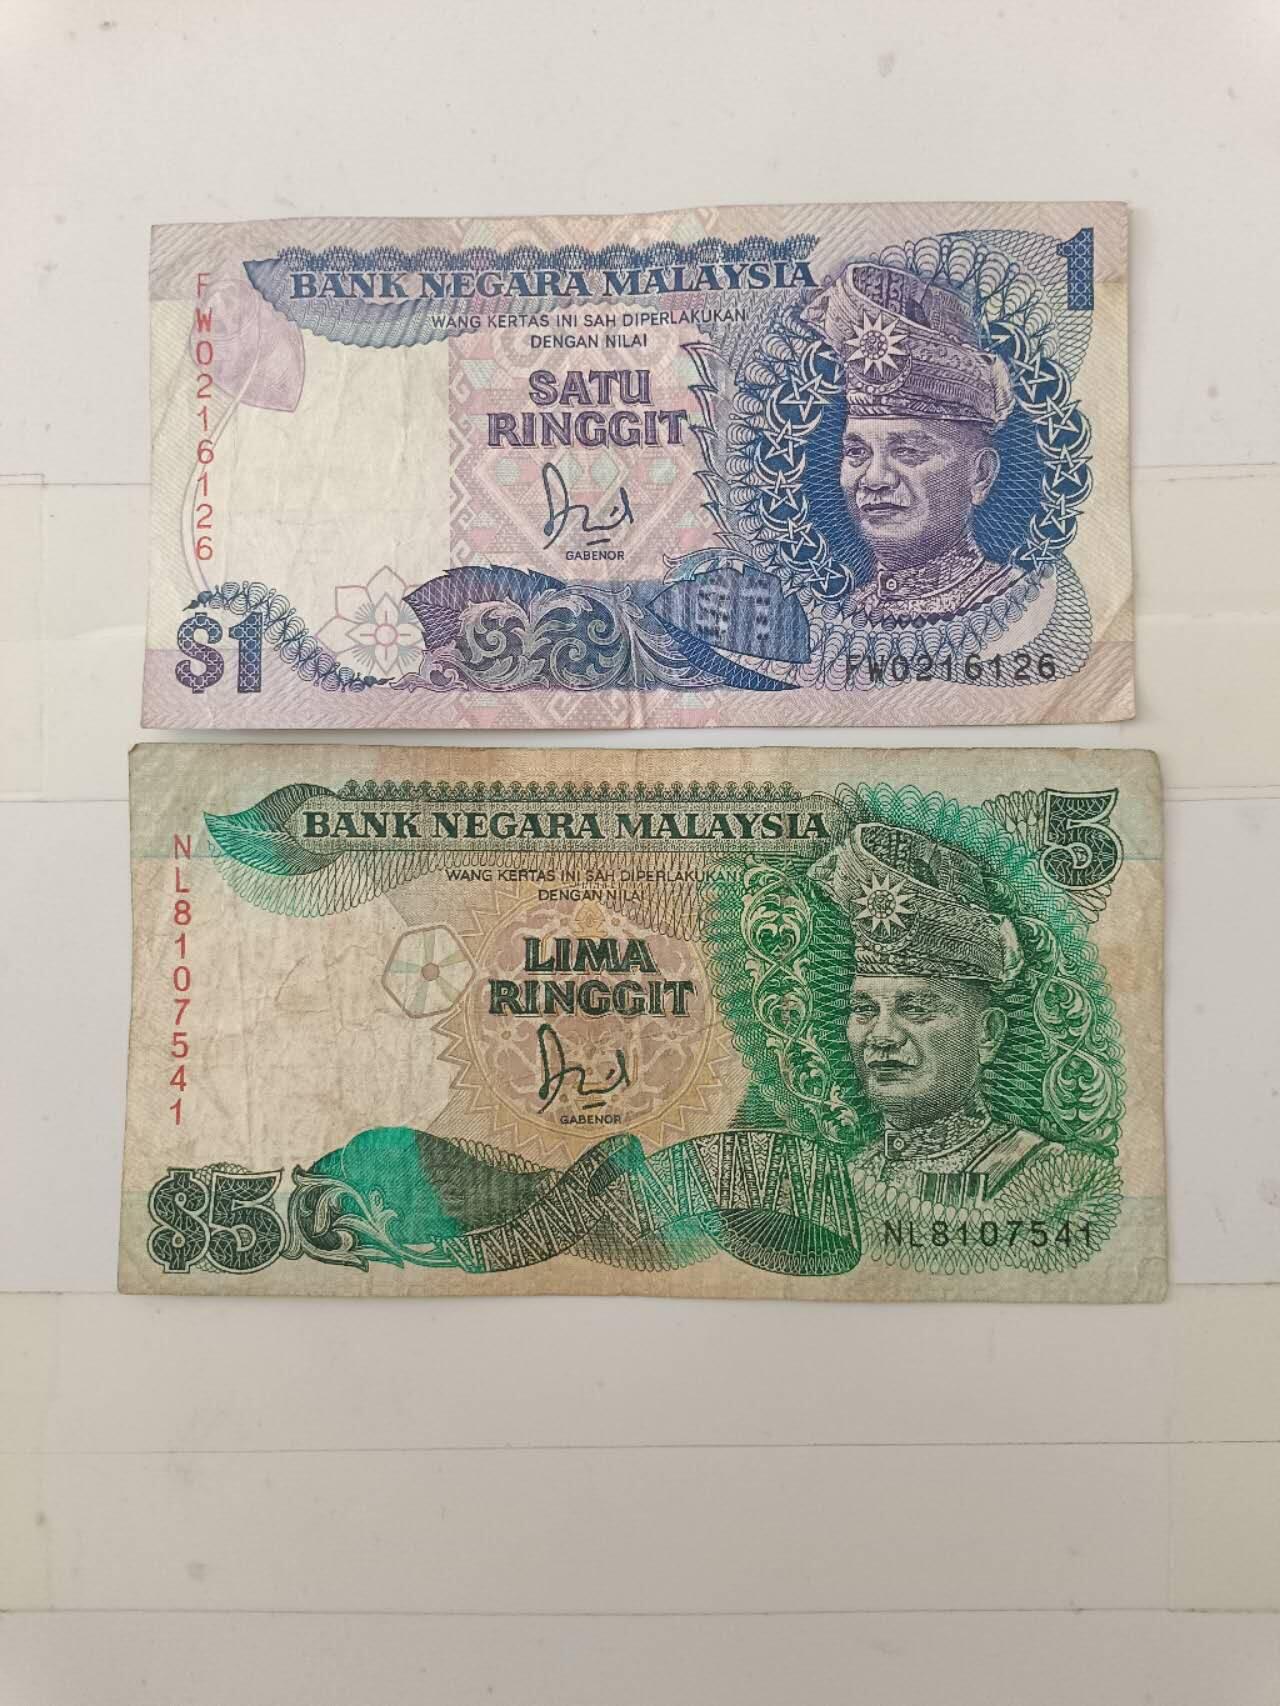 BANK NEGARA MALAYSIA
1
WANG KERTAS INI SAH DIPERLAKUKAN
DENGAN NILAI
SATU
RINGGIT
GABENOR
FW0216126
$1
FW0216126
BANK NEGARA MALAYSIA
5
WANG KERTAS INI SAH DIPERLAKUKAN
DENGAN NILAI
LIMA
RINGGIT
GABENOR
NL8107541
$5
NL8107541